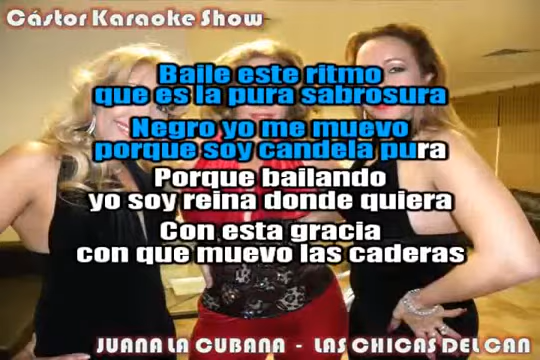 Cástor Karaoke Show
Baile este ritmo
que es la pura sabrosura
Negro yo me muevo
porque soy candela pura
Porque bailando
yo soy reina donde quiera
Con esta gracia
con que muevo las caderas
JUANA LA CUBANA - LAS CHICAS DEL CAN